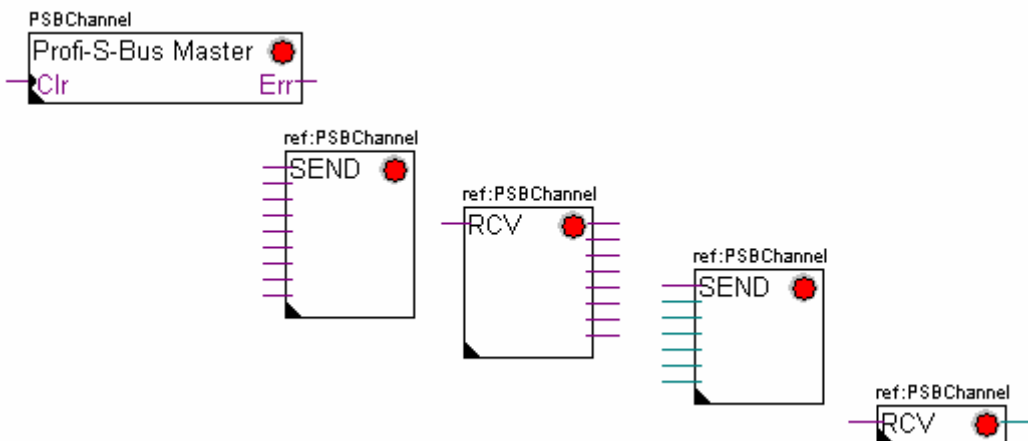 PSBChannel
Profi-S-Bus Master
Clr Err
ref:PSBChannel
SEND
ref:PSBChannel
RCV
ref:PSBChannel
SEND
ref:PSBChannel
RCV